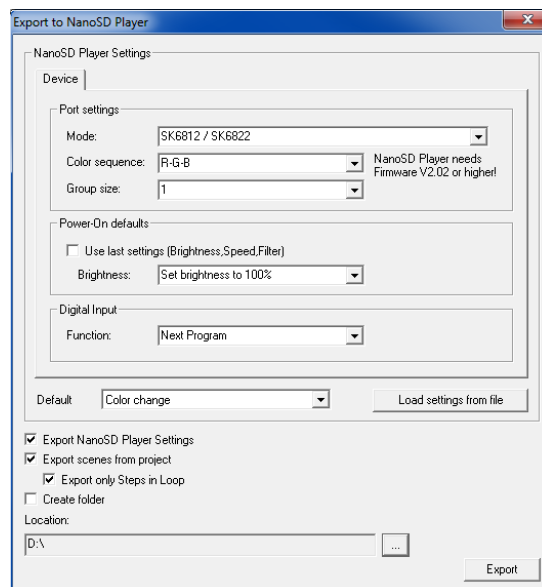 Export to NanoSD Player
NanoSD Player Settings
Device
Port settings
Mode: SK6812 / SK6822
Color sequence: R-G-B
NanoSD Player needs
Firmware V2.02 or higher!
Group size: 1
Power-On defaults
Use last settings (Brightness,Speed,Filter)
Brightness: Set brightness to 100%
Digital Input
Function: Next Program
Default Color change Load settings from file
Export NanoSD Player Settings
Export scenes from project
Export only Steps in Loop
Create folder
Location:
D:\ ...
Export